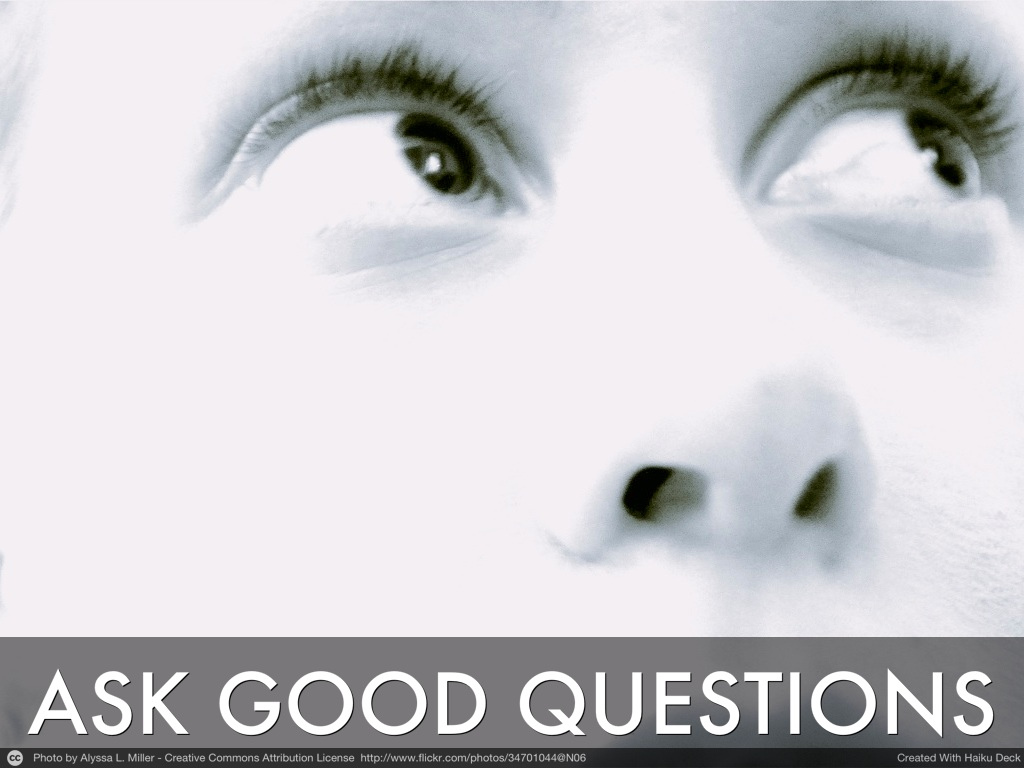 ASK GOOD QUESTIONS
cc Photo by Alyssa L. Miller - Creative Commons Attribution License http://www.flickr.com/photos/34701044@N06 Created With Haiku Deck